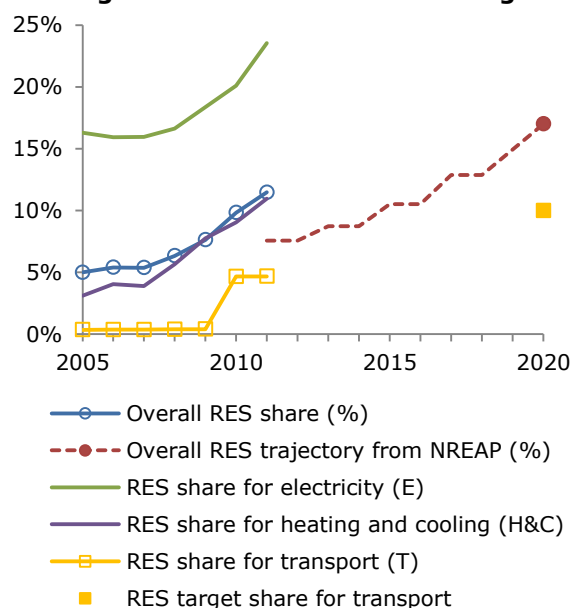 25%
20%
15%
10%
5%
0%
2005 2010 2015 2020
Overall RES share (%)
Overall RES trajectory from NREAP (%)
RES share for electricity (E)
RES share for heating and cooling (H&C)
RES share for transport (T)
RES target share for transport